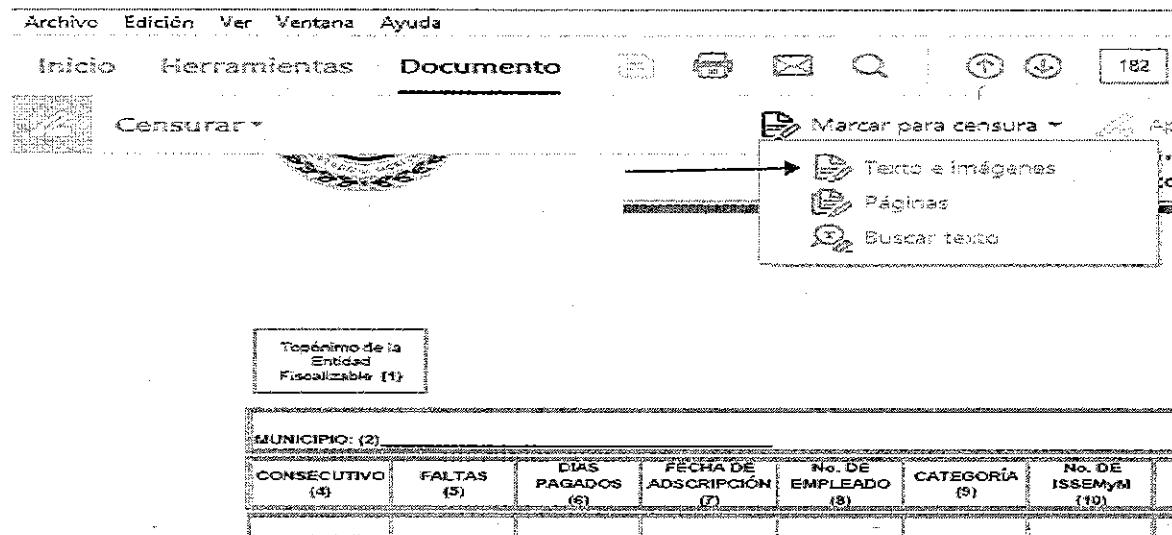 Archivo Edición Ver Ventana Ayuda
Inicio Herramientas Documento 182
Censurar Marcar para censura
Texto e imágenes
Páginas
Buscar texto
Topónimo de la
Entidad
Fiscalizable (1)
MUNICIPIO: (2)
CONSECUTIVO (4)
FALTAS (5)
DIAS PAGADOS (6)
FECHA DE ADSCRIPCIÓN (7)
No. DE EMPLEADO (8)
CATEGORÍA (9)
No. DE ISSEMyM (10)